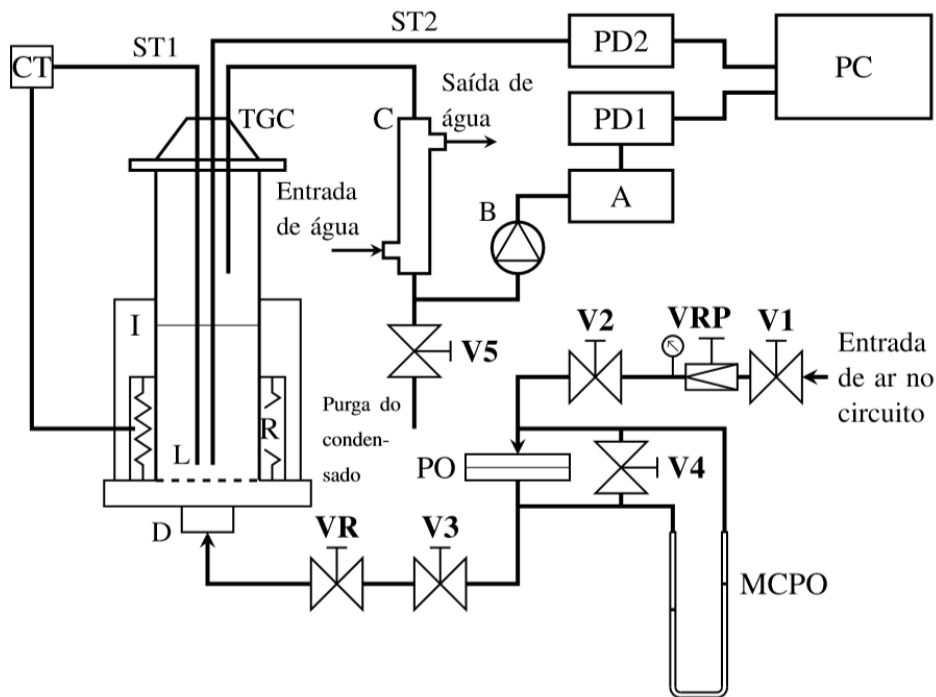 ST2
ST1
CT
PD2
PC
Saída de
água
TGC
C
PD1
Entrada
de água
B
A
I
V5
V2
VRP
V1
Entrada
de ar no
circuito
Purga do
conden-
sado
R
L
PO
V4
D
VR
V3
MCPO